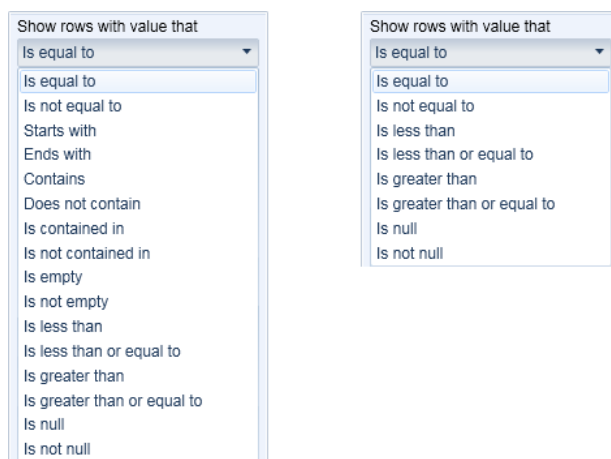 Show rows with value that
Is equal to
Is equal to
Is not equal to
Starts with
Ends with
Contains
Does not contain
Is contained in
Is not contained in
Is empty
Is not empty
Is less than
Is less than or equal to
Is greater than
Is greater than or equal to
Is null
Is not null
Show rows with value that
Is equal to
Is equal to
Is not equal to
Is less than
Is less than or equal to
Is greater than
Is greater than or equal to
Is null
Is not null